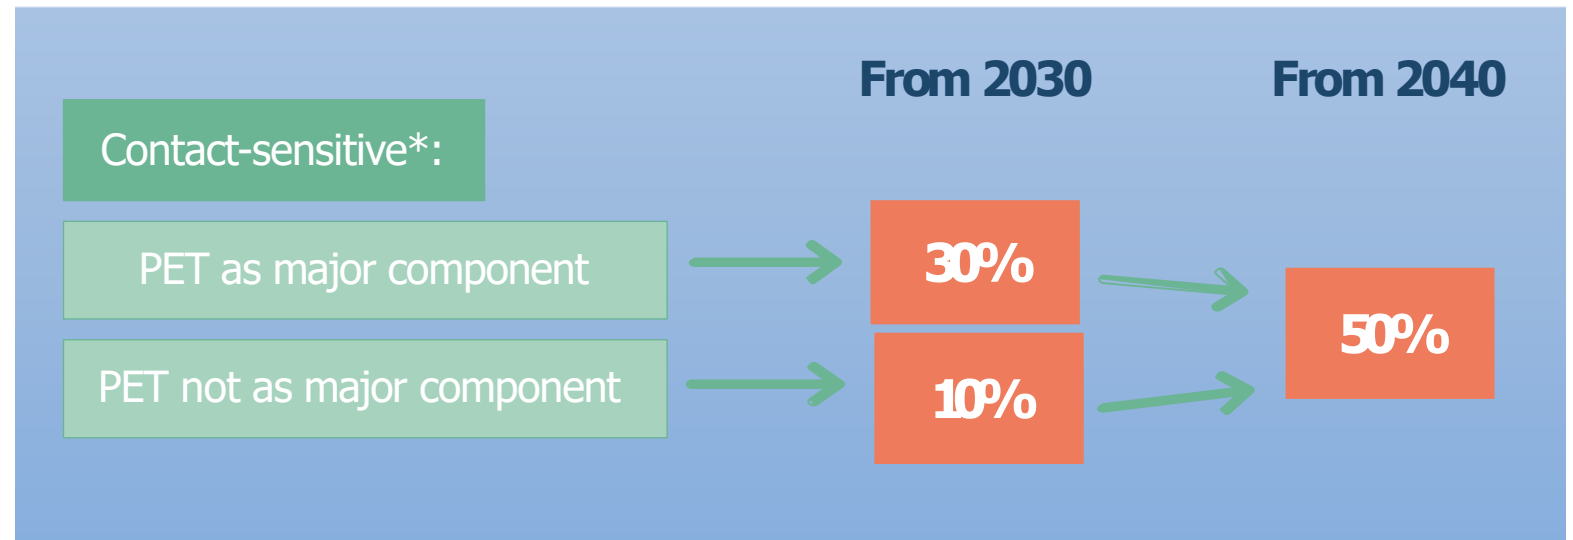 From 2030 From 2040
Contact-sensitive*:
PET as major component
30%
50%
PET not as major component
10%